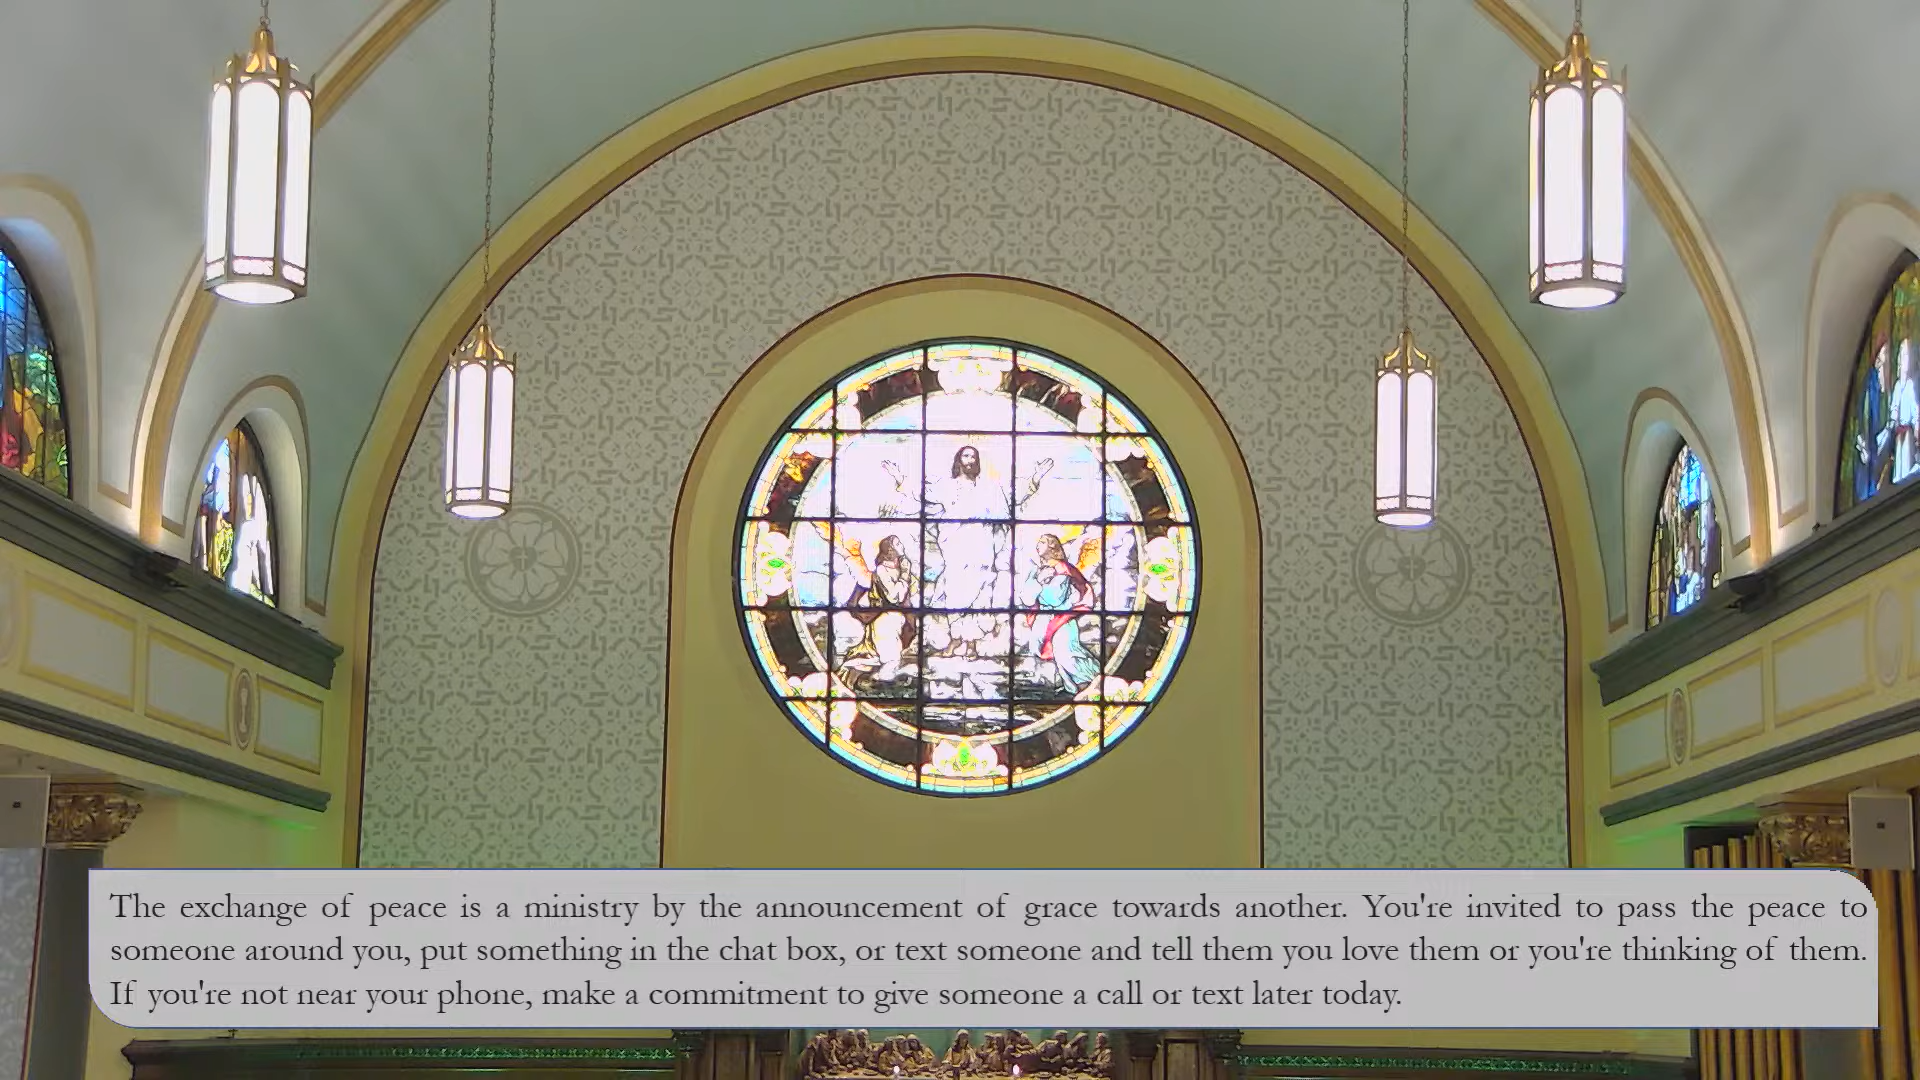 The exchange of peace is a ministry by the announcement of grace towards another. You're invited to pass the peace to
someone around you, put something in the chat box, or text someone and tell them you love them or you're thinking of them.
If you're not near your phone, make a commitment to give someone a call or text later today.